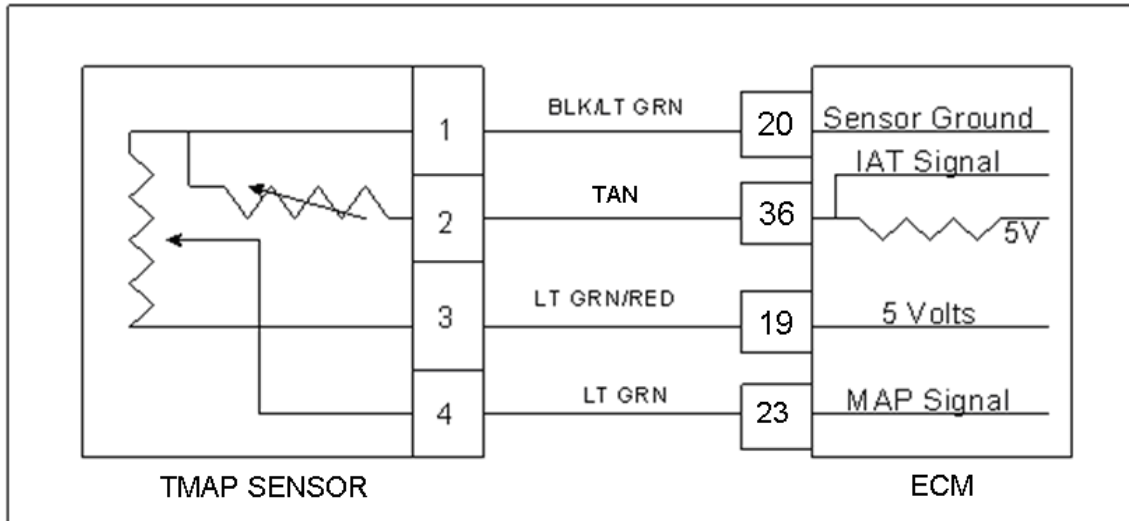 BLK/LT GRN
1
20
Sensor Ground
IAT Signal
TAN
2
36
5V
LT GRN/RED
3
19
5 Volts
LT GRN
4
23
MAP Signal
TMAP SENSOR
ECM